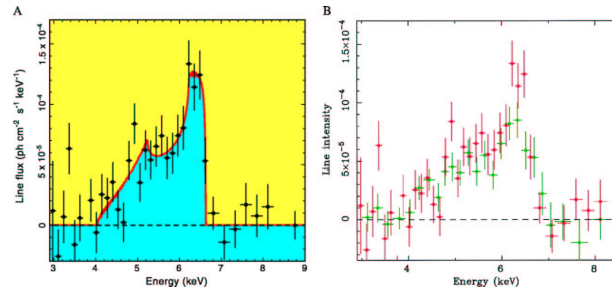 A
Line flux (ph cm⁻² s⁻¹ keV⁻¹)
1.5×10⁻⁴
10⁻⁴
5×10⁻⁵
0
3 4 5 6 7 8 9
Energy (keV)
B
Line intensity
1.5×10⁻⁴
10⁻⁴
5×10⁻⁵
0
4 6 8
Energy (keV)